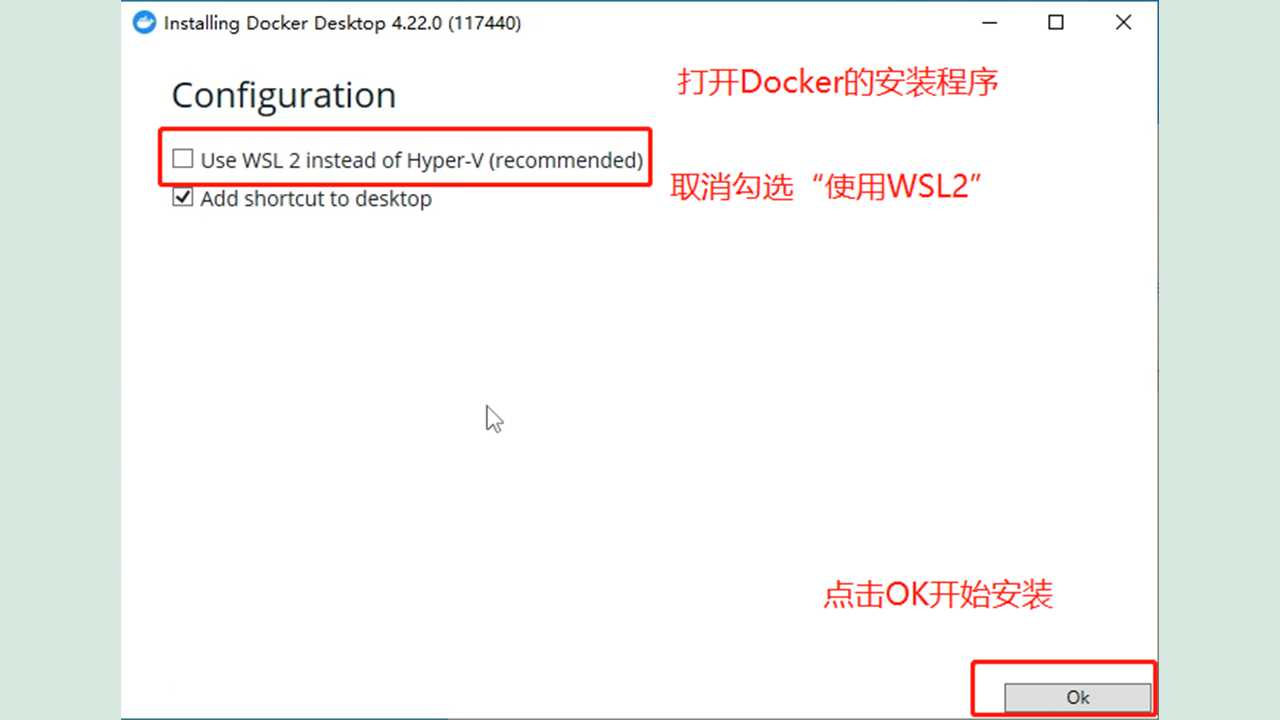 Installing Docker Desktop 4.22.0 (117440)
打开Docker的安装程序
Configuration
Use WSL 2 instead of Hyper-V (recommended)
取消勾选“使用WSL2”
Add shortcut to desktop
点击OK开始安装
Ok